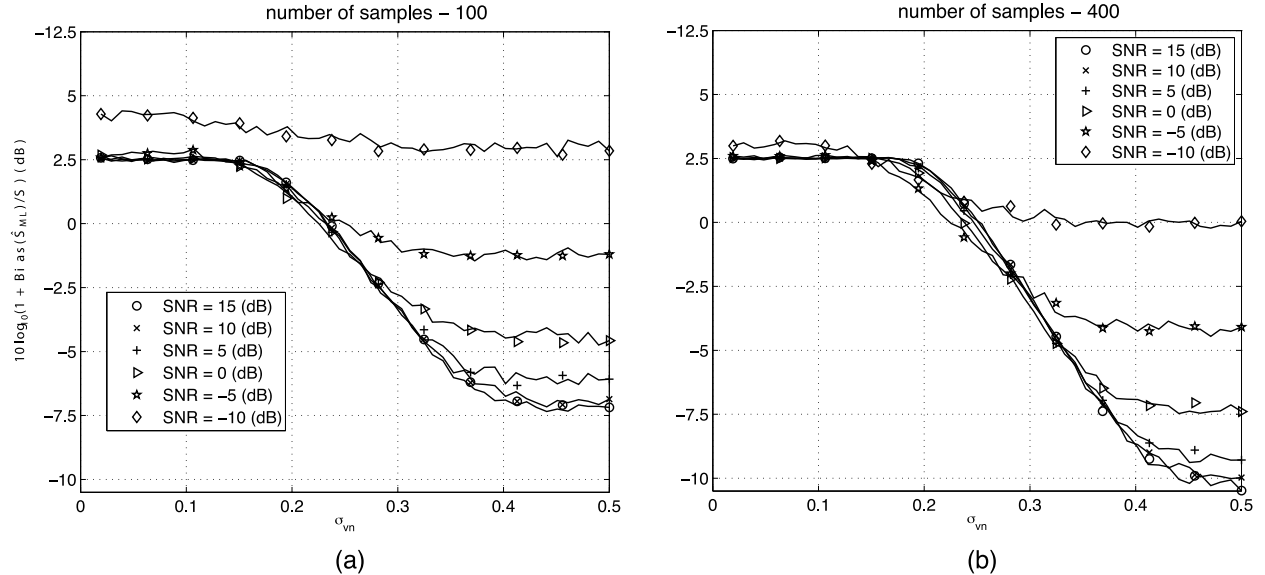 number of samples − 100
−12.5
5
2.5
0
−2.5
−5
−7.5
−10
10 log₁₀(1 + Bias(Ŝ_ML)/S) (dB)
SNR = 15 (dB)
SNR = 10 (dB)
SNR = 5 (dB)
SNR = 0 (dB)
SNR = −5 (dB)
SNR = −10 (dB)
0 0.1 0.2 0.3 0.4 0.5
σvn
(a)
number of samples − 400
−12.5
5
2.5
0
−2.5
−5
−7.5
−10
SNR = 15 (dB)
SNR = 10 (dB)
SNR = 5 (dB)
SNR = 0 (dB)
SNR = −5 (dB)
SNR = −10 (dB)
0 0.1 0.2 0.3 0.4 0.5
σvn
(b)